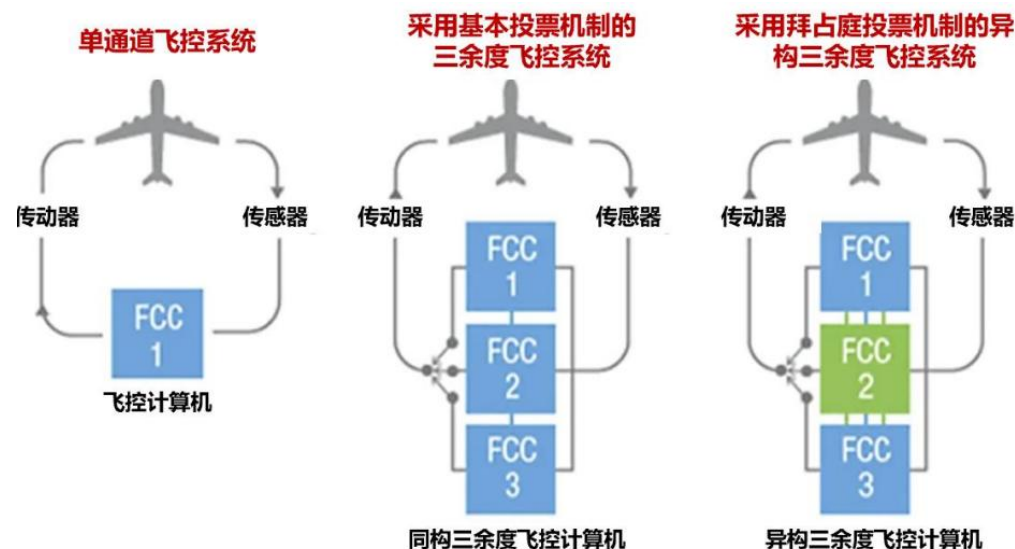 单通道飞控系统
传动器
传感器
FCC
1
飞控计算机
采用基本投票机制的
三余度飞控系统
传动器
传感器
FCC
1
FCC
2
FCC
3
同构三余度飞控计算机
采用拜占庭投票机制的异
构三余度飞控系统
传动器
传感器
FCC
1
FCC
2
FCC
3
异构三余度飞控计算机